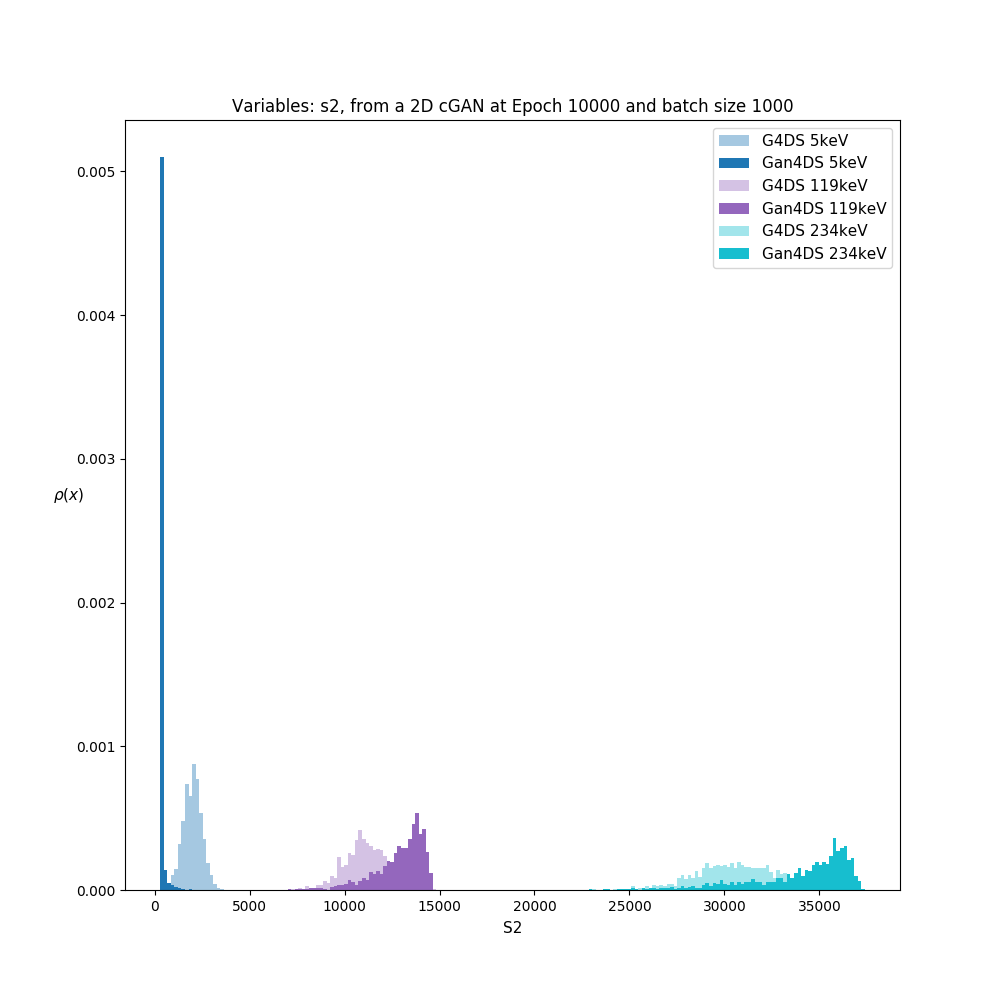 Variables: s2, from a 2D cGAN at Epoch 10000 and batch size 1000
G4DS 5keV
Gan4DS 5keV
G4DS 119keV
Gan4DS 119keV
G4DS 234keV
Gan4DS 234keV
0.005
0.004
0.003
0.002
0.001
0.000
ρ(x)
0 5000 10000 15000 20000 25000 30000 35000
S2